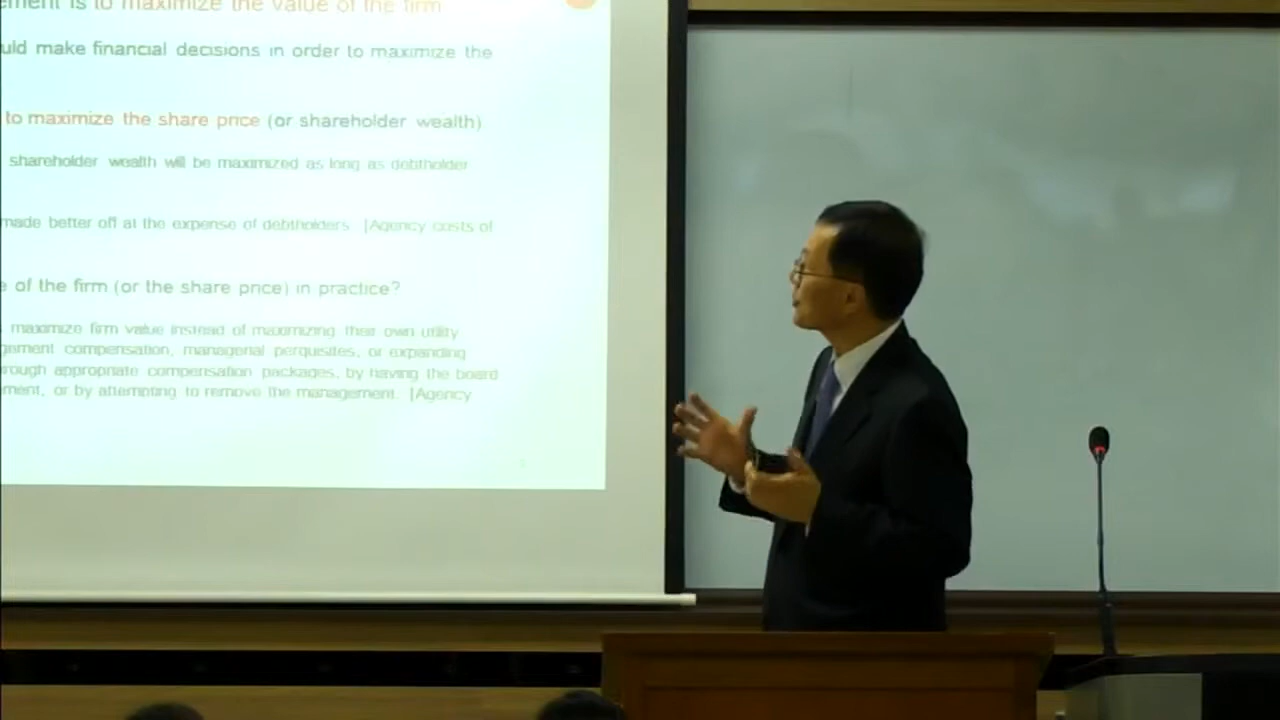 ement is to maximize the value of the firm
uld make financial decisions in order to maximize the
to maximize the share price (or shareholder wealth)
shareholder wealth will be maximized as long as debtholder
made better off at the expense of debtholders. [Agency costs of
e of the firm (or the share price) in practice?
maximize firm value instead of maximizing their own utility
gement compensation, managerial perquisites, or expanding
rough appropriate compensation packages, by having the board
ment, or by attempting to remove the management. [Agency